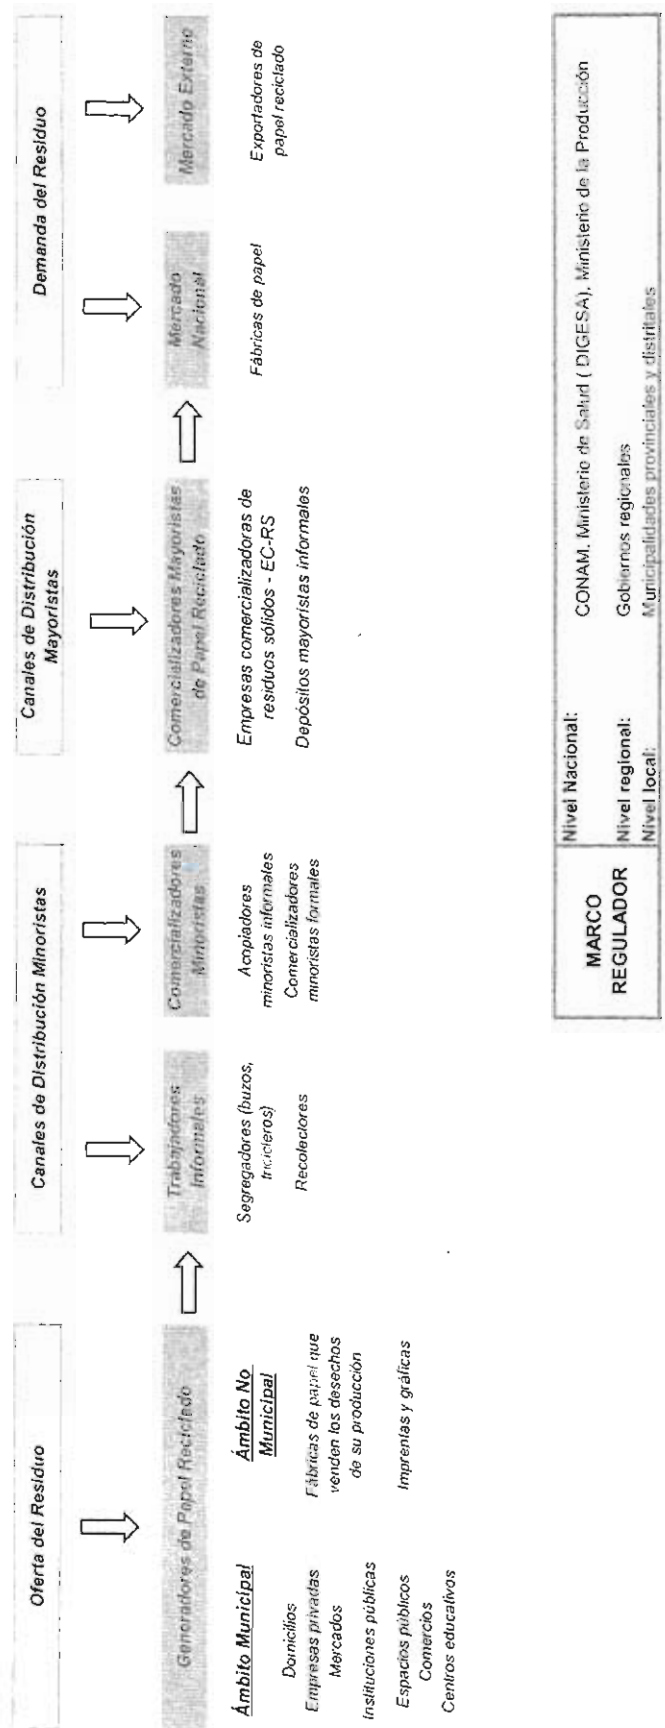 Oferta del Residuo
Canales de Distribución Minoristas
Canales de Distribución
Mayoristas
Demanda del Residuo
Generadores de Papel Reciclado
Trabajadores
Informales
Comercializadores
Minoristas
Comercializadores Mayoristas
de Papel Reciclado
Mercado
Nacional
Mercado Externo
Ámbito Municipal
Domicilios
Empresas privadas
Mercados
Instituciones públicas
Espacios públicos
Comercios
Centros educativos
Ámbito No
Municipal
Fábricas de papel que
venden los desechos
de su producción
Imprentas y gráficas
Segregadores (buzos,
tricicleros)
Recolectores
Acopiadores
minoristas informales
Comercializadores
minoristas formales
Empresas comercializadoras de
residuos sólidos - EC-RS
Depósitos mayoristas informales
Fábricas de papel
Exportadores de
papel reciclado
MARCO
REGULADOR
Nivel Nacional: CONAM, Ministerio de Salud ( DIGESA), Ministerio de la Producción
Nivel regional: Gobiernos regionales
Nivel local: Municipalidades provinciales y distritales